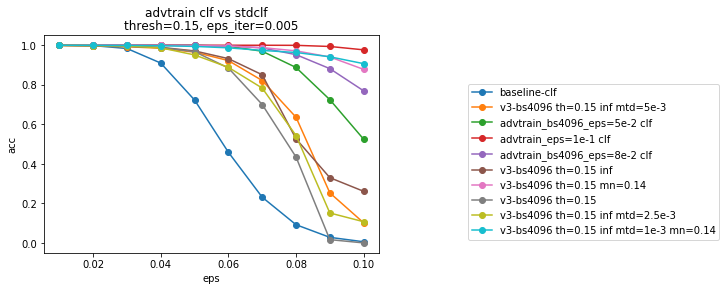 advtrain clf vs stdclf
thresh=0.15, eps_iter=0.005
1.0
0.8
0.6
0.4
0.2
0.0
acc
0.02
0.04
0.06
0.08
0.10
eps
baseline-clf
v3-bs4096 th=0.15 inf mtd=5e-3
advtrain_bs4096_eps=5e-2 clf
advtrain_eps=1e-1 clf
advtrain_bs4096_eps=8e-2 clf
v3-bs4096 th=0.15 inf
v3-bs4096 th=0.15 mn=0.14
v3-bs4096 th=0.15
v3-bs4096 th=0.15 inf mtd=2.5e-3
v3-bs4096 th=0.15 inf mtd=1e-3 mn=0.14